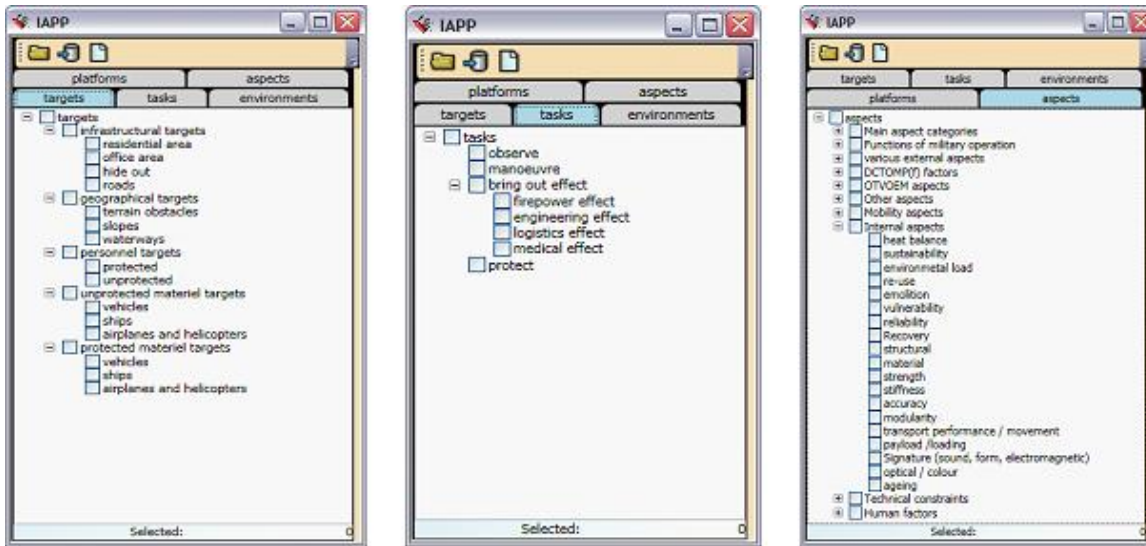 IAPP
platforms aspects
targets tasks environments
targets
infrastructural targets
residential area
office area
hide out
roads
geographical targets
terrain obstacles
slopes
waterways
personnel targets
protected
unprotected
unprotected materiel targets
vehicles
ships
airplanes and helicopters
protected materiel targets
vehicles
ships
airplanes and helicopters
Selected: 0
IAPP
platforms aspects
targets tasks environments
tasks
observe
manoeuvre
bring out effect
firepower effect
engineering effect
logistics effect
medical effect
protect
Selected: 0
IAPP
targets tasks environments
platforms aspects
aspects
Main aspect categories
Functions of military operation
various external aspects
DCTOMP(f) factors
OTVOEM aspects
Other aspects
Mobility aspects
Internal aspects
heat balance
sustainability
environmetal load
re-use
emolition
vulnerability
reliability
Recovery
structural
material
strength
stiffness
accuracy
modularity
transport performance / movement
payload /loading
Signature (sound, form, electromagnetic)
optical / colour
ageing
Technical constraints
Human factors
Selected: 0